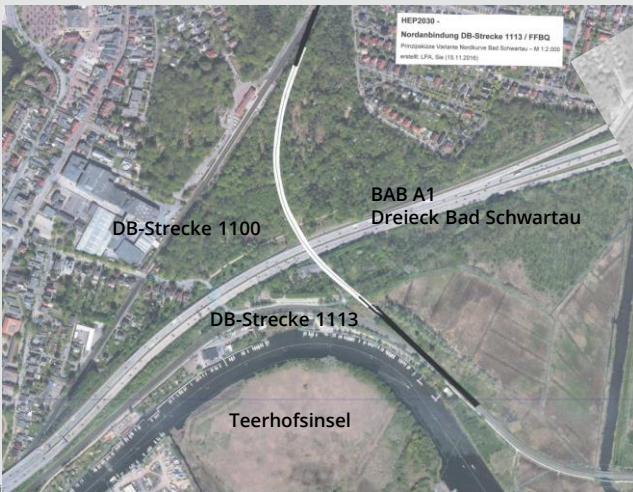 HEP2030 -
Nordanbindung DB-Strecke 1113 / FFBQ
Prinzipskizze Variante Nordkurve Bad Schwartau – M 1:2.000
erstellt: LPA, Sie (15.11.2016)
BAB A1
Dreieck Bad Schwartau
DB-Strecke 1100
DB-Strecke 1113
Teerhofsinsel